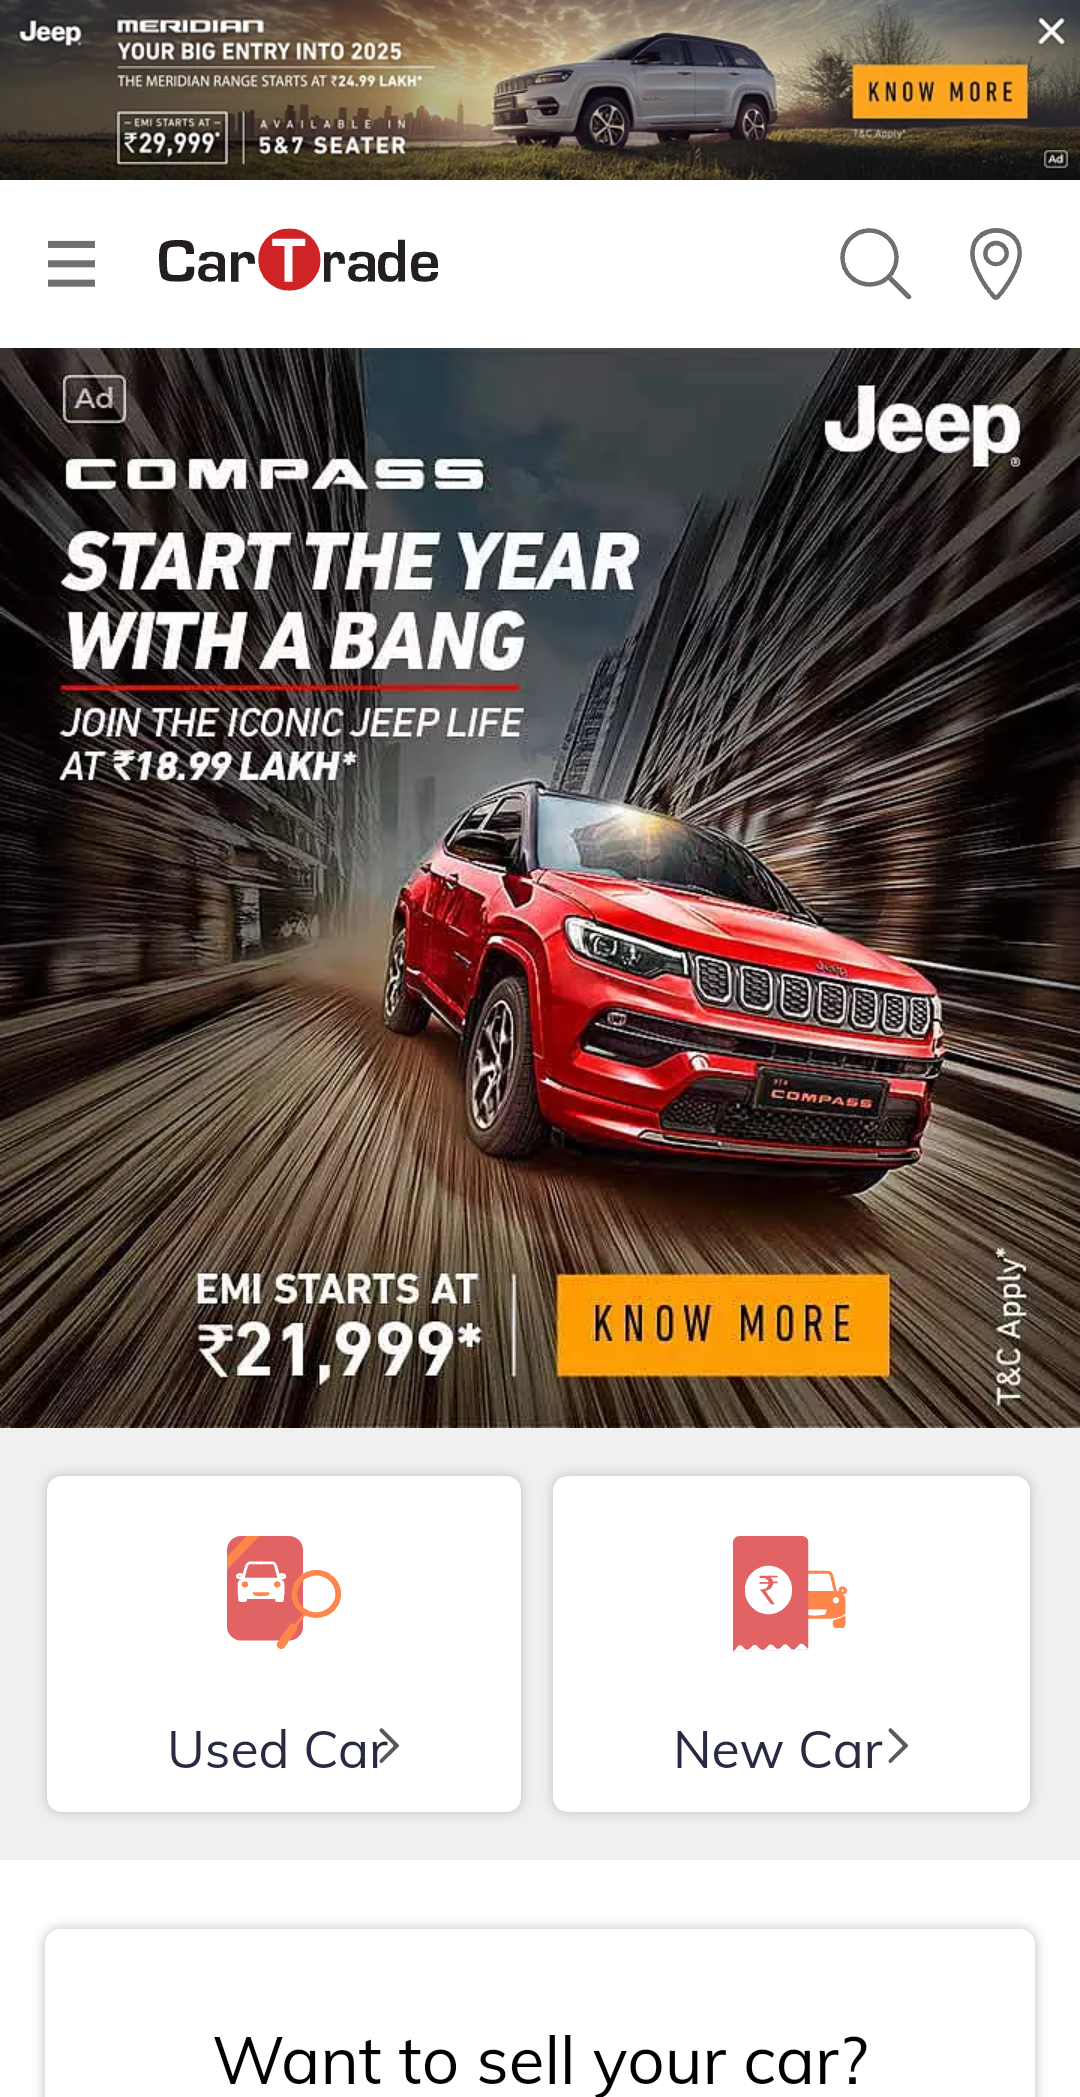 Jeep
MERIDIAN
YOUR BIG ENTRY INTO 2025
THE MERIDIAN RANGE STARTS AT ₹24.99 LAKH*
EMI STARTS AT
₹29,999*
AVAILABLE IN
5&7 SEATER
KNOW MORE
T&C Apply*
Ad
CarTrade
Ad
Jeep®
COMPASS
START THE YEAR
WITH A BANG
JOIN THE ICONIC JEEP LIFE
AT ₹18.99 LAKH*
Jeep
COMPASS
EMI STARTS AT
₹21,999*
KNOW MORE
T&C Apply*
₹
Used Car
New Car
Want to sell your car?